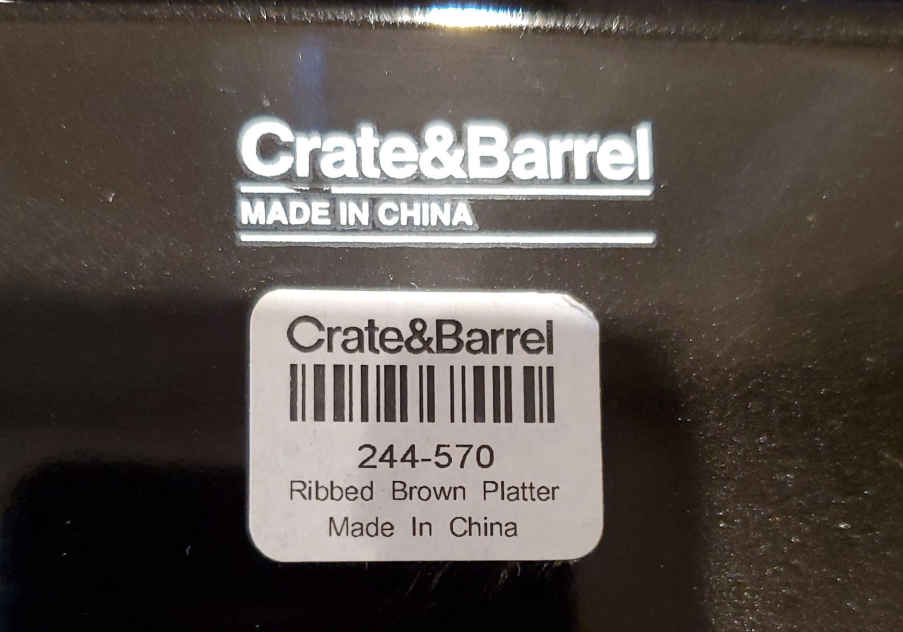 Crate&Barrel
MADE IN CHINA
Crate&Barrel
244-570
Ribbed Brown Platter
Made In China